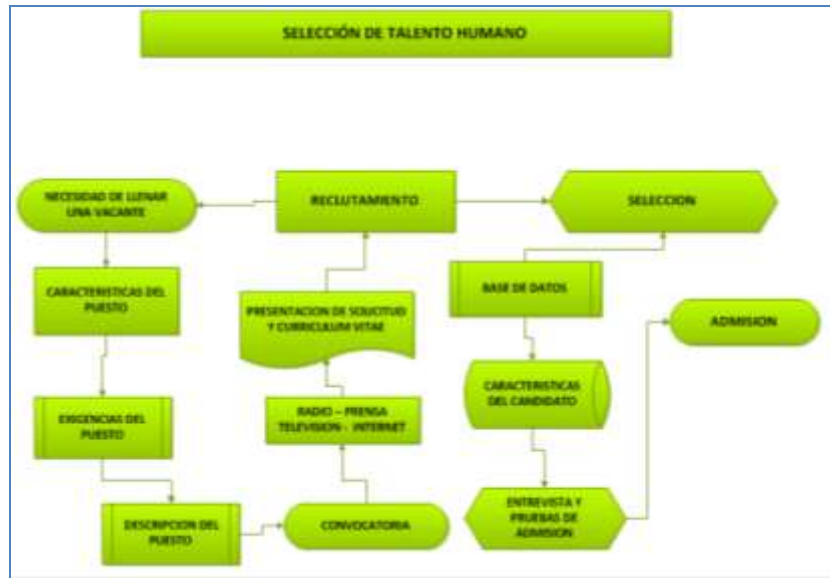 SELECCIÓN DE TALENTO HUMANO
NECESIDAD DE LLENAR
UNA VACANTE
RECLUTAMIENTO
SELECCION
CARACTERISTICAS DEL
PUESTO
PRESENTACION DE SOLICITUD
Y CURRICULUM VITAE
BASE DE DATOS
ADMISION
CARACTERISTICAS
DEL CANDIDATO
EXIGENCIAS DEL
PUESTO
RADIO – PRENSA
TELEVISION - INTERNET
DESCRIPCION DEL
PUESTO
CONVOCATORIA
ENTREVISTA Y
PRUEBAS DE
ADMISION